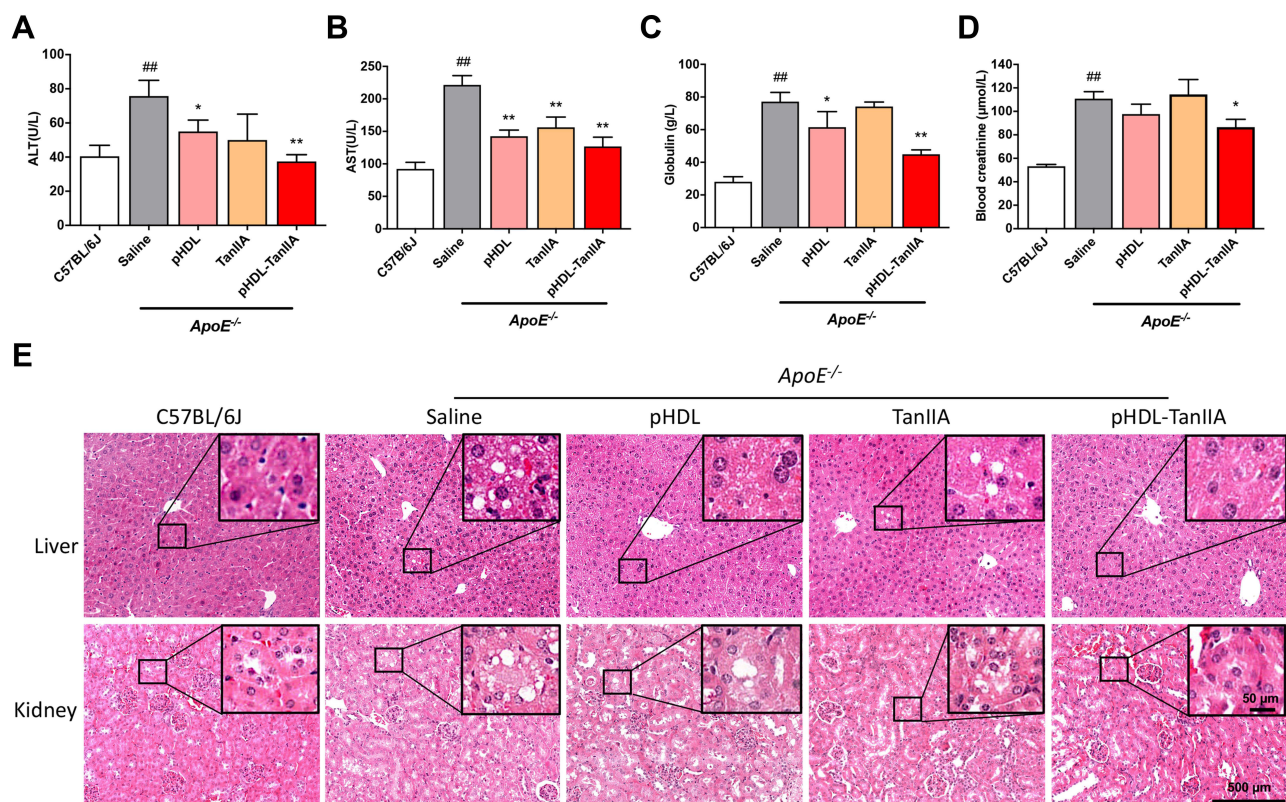 A
ALT(U/L)
100
80
60
40
20
0
##
*
**
C57BL/6J
Saline
pHDL
TanIIA
pHDL-TanIIA
ApoE-/-
B
AST(U/L)
250
200
150
100
50
0
##
**
**
**
C57B/6J
Saline
pHDL
TanIIA
pHDL-TanIIA
ApoE-/-
C
Globulin (g/L)
100
80
60
40
20
0
##
*
**
C57BL/6J
Saline
pHDL
TanIIA
pHDL-TanIIA
ApoE-/-
D
Blood creatinine (μmol/L)
140
120
100
80
60
40
20
0
##
*
C57BL/6J
Saline
pHDL
TanIIA
pHDL-TanIIA
ApoE-/-
E
ApoE-/-
C57BL/6J Saline pHDL TanIIA pHDL-TanIIA
Liver
Kidney
50 μm
500 μm